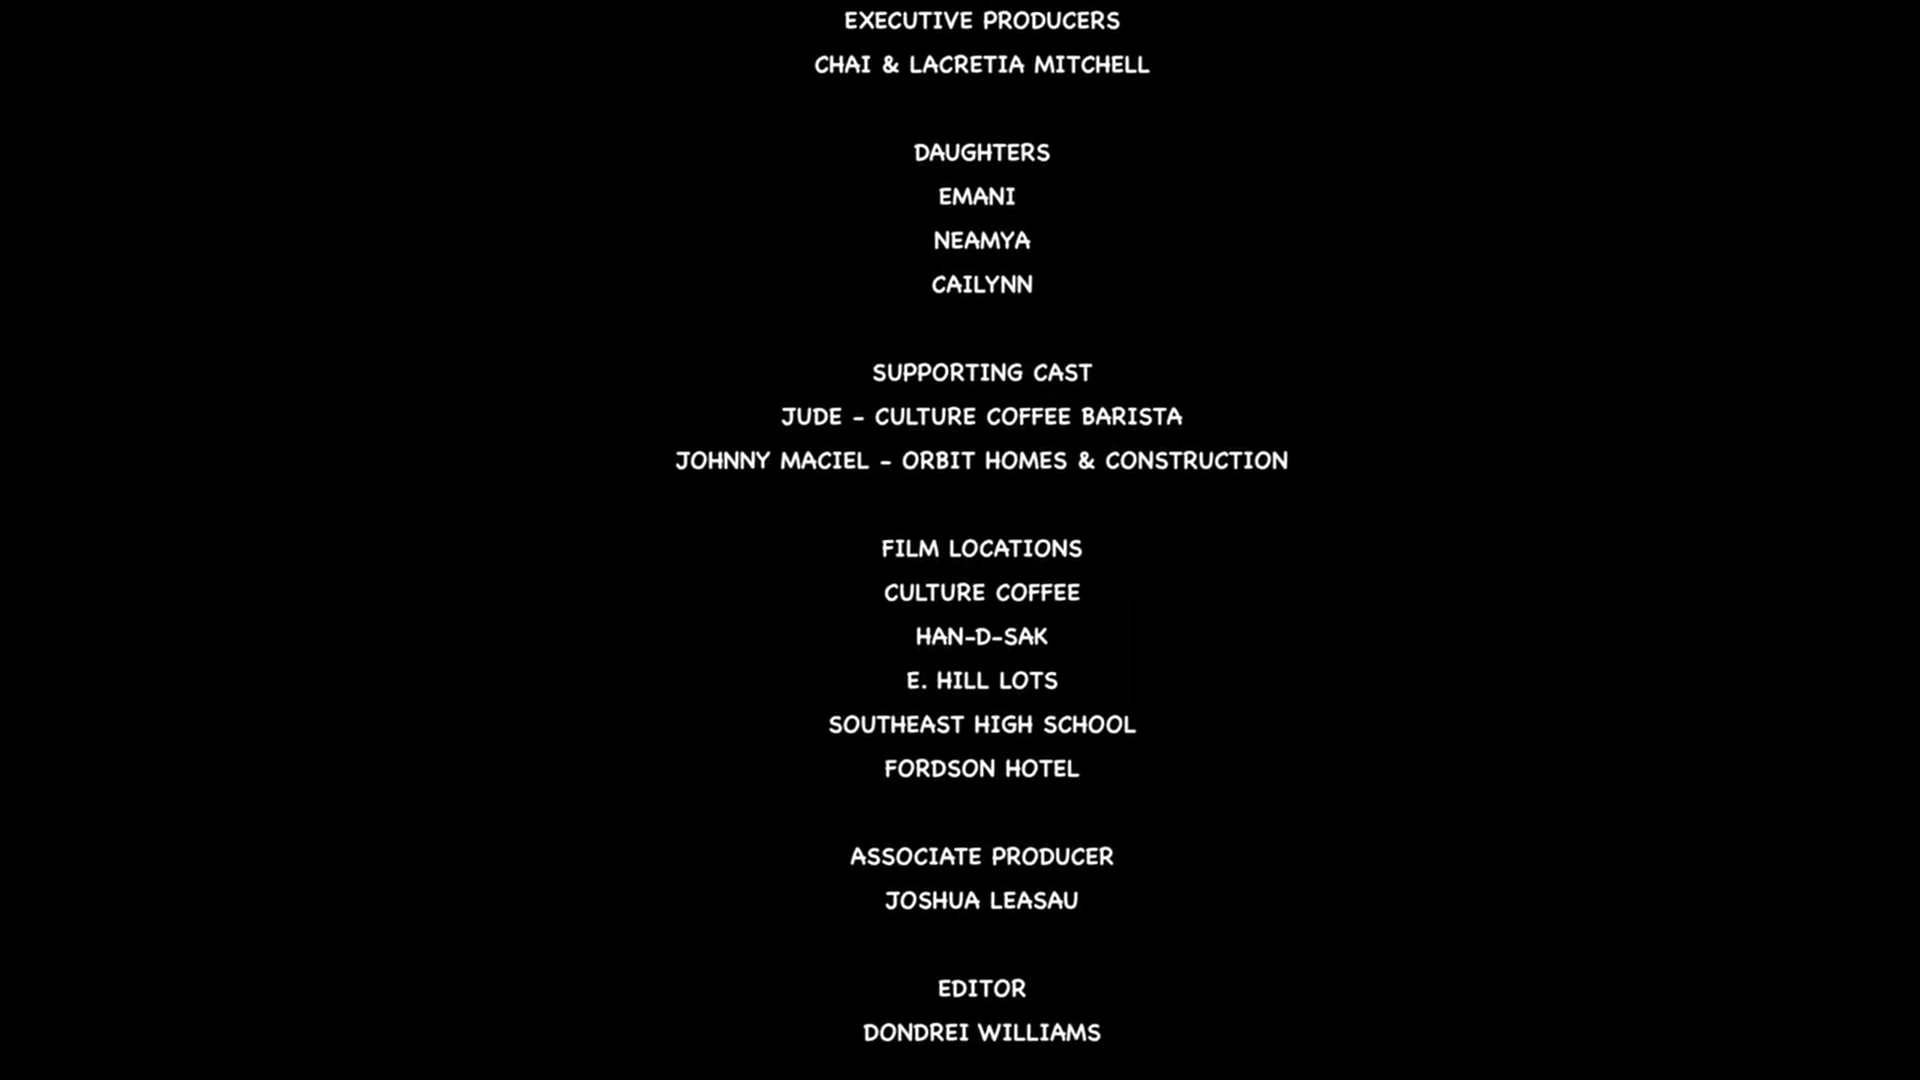 EXECUTIVE PRODUCERS
CHAI & LACRETIA MITCHELL
DAUGHTERS
EMANI
NEAMYA
CAILYNN
SUPPORTING CAST
JUDE - CULTURE COFFEE BARISTA
JOHNNY MACIEL - ORBIT HOMES & CONSTRUCTION
FILM LOCATIONS
CULTURE COFFEE
HAN-D-SAK
E. HILL LOTS
SOUTHEAST HIGH SCHOOL
FORDSON HOTEL
ASSOCIATE PRODUCER
JOSHUA LEASAU
EDITOR
DONDREI WILLIAMS